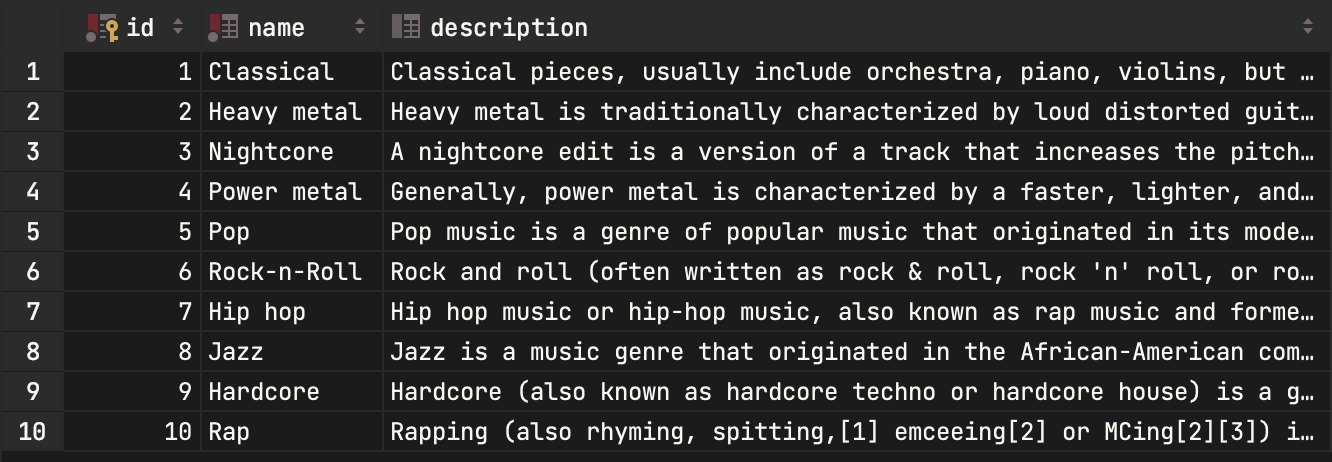 id name description
1 1 Classical Classical pieces, usually include orchestra, piano, violins, but …
2 2 Heavy metal Heavy metal is traditionally characterized by loud distorted guit…
3 3 Nightcore A nightcore edit is a version of a track that increases the pitch…
4 4 Power metal Generally, power metal is characterized by a faster, lighter, and…
5 5 Pop Pop music is a genre of popular music that originated in its mode…
6 6 Rock-n-Roll Rock and roll (often written as rock & roll, rock 'n' roll, or ro…
7 7 Hip hop Hip hop music or hip-hop music, also known as rap music and forme…
8 8 Jazz Jazz is a music genre that originated in the African-American com…
9 9 Hardcore Hardcore (also known as hardcore techno or hardcore house) is a g…
10 10 Rap Rapping (also rhyming, spitting,[1] emceeing[2] or MCing[2][3]) i…